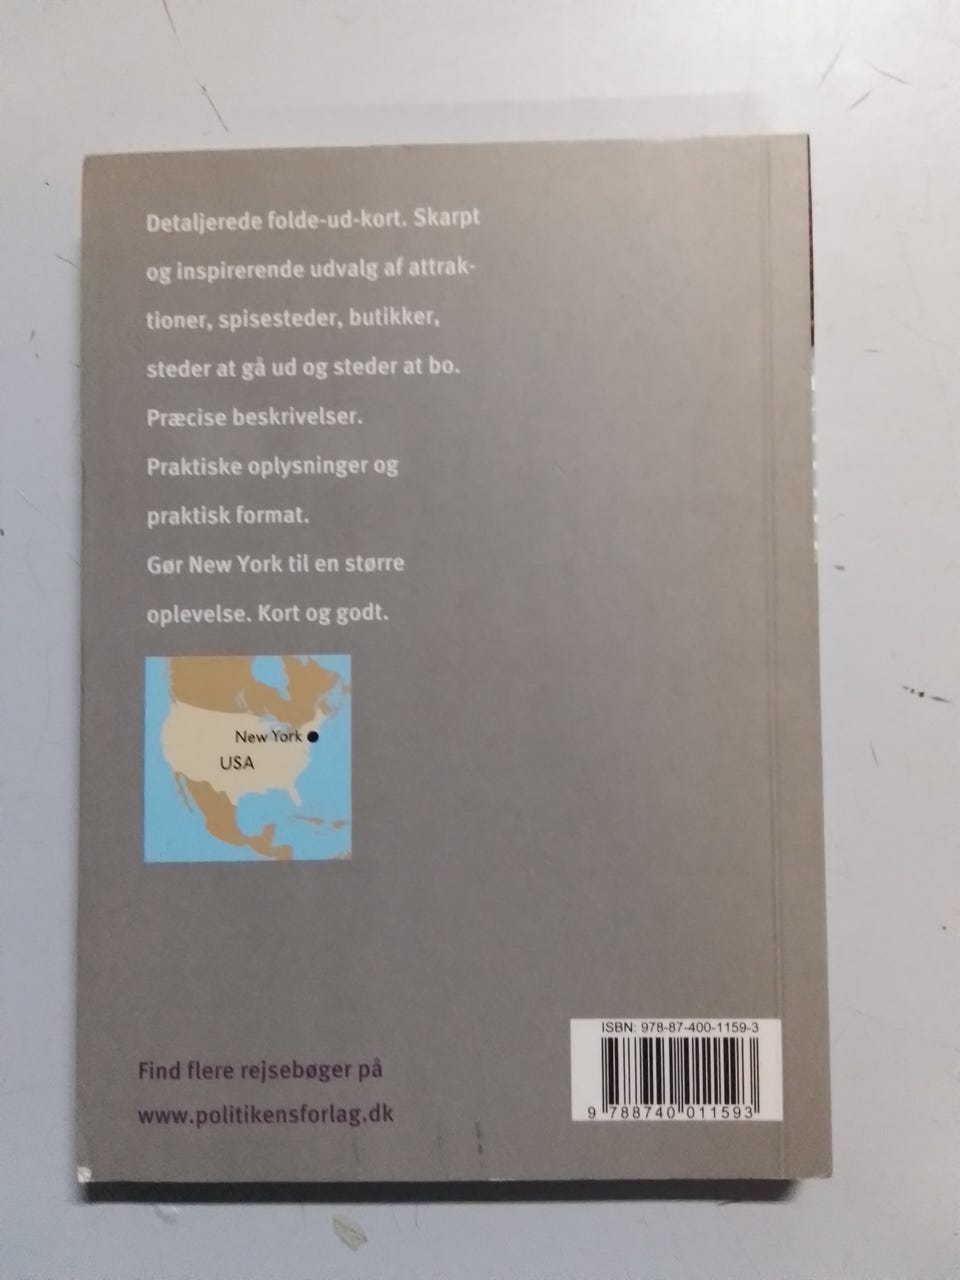 Detaljerede folde-ud-kort. Skarpt
og inspirerende udvalg af attrak-
tioner, spisesteder, butikker,
steder at gå ud og steder at bo.
Præcise beskrivelser.
Praktiske oplysninger og
praktisk format.
Gør New York til en større
oplevelse. Kort og godt.
New York
USA
Find flere rejsebøger på
www.politikensforlag.dk
ISBN: 978-87-400-1159-3
9 788740 011593